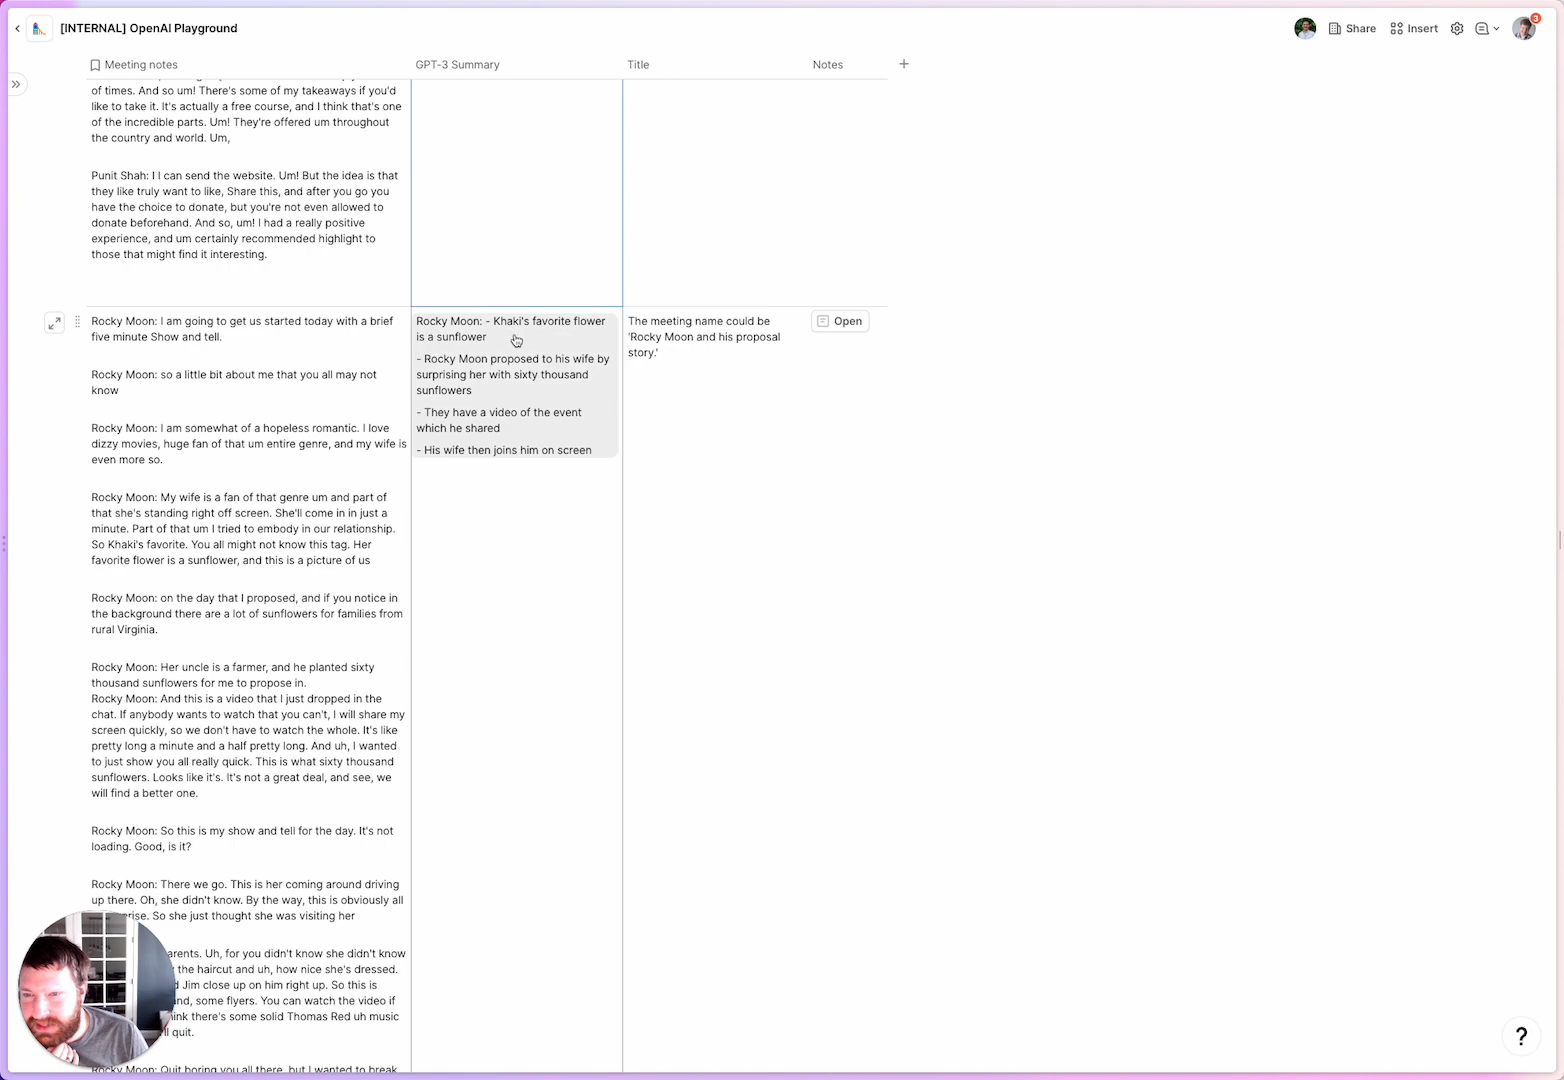 [INTERNAL] OpenAI Playground
Share
Insert
3
Meeting notes
GPT-3 Summary
Title
Notes
of times. And so um! There's some of my takeaways if you'd
like to take it. It's actually a free course, and I think that's one
of the incredible parts. Um! They're offered um throughout
the country and world. Um,
Punit Shah: I I can send the website. Um! But the idea is that
they like truly want to like, Share this, and after you go you
have the choice to donate, but you're not even allowed to
donate beforehand. And so, um! I had a really positive
experience, and um certainly recommended highlight to
those that might find it interesting.
Rocky Moon: I am going to get us started today with a brief
five minute Show and tell.
Rocky Moon: so a little bit about me that you all may not
know
Rocky Moon: I am somewhat of a hopeless romantic. I love
dizzy movies, huge fan of that um entire genre, and my wife is
even more so.
Rocky Moon: My wife is a fan of that genre um and part of
that she's standing right off screen. She'll come in in just a
minute. Part of that um I tried to embody in our relationship.
So Khaki's favorite. You all might not know this tag. Her
favorite flower is a sunflower, and this is a picture of us
Rocky Moon: on the day that I proposed, and if you notice in
the background there are a lot of sunflowers for families from
rural Virginia.
Rocky Moon: Her uncle is a farmer, and he planted sixty
thousand sunflowers for me to propose in.
Rocky Moon: And this is a video that I just dropped in the
chat. If anybody wants to watch that you can't, I will share my
screen quickly, so we don't have to watch the whole. It's like
pretty long a minute and a half pretty long. And uh, I wanted
to just show you all really quick. This is what sixty thousand
sunflowers. Looks like it's. It's not a great deal, and see, we
will find a better one.
Rocky Moon: So this is my show and tell for the day. It's not
loading. Good, is it?
Rocky Moon: There we go. This is her coming around driving
up there. Oh, she didn't know. By the way, this is obviously all
So she just thought she was visiting her
Uh, for you didn't know she didn't know
the haircut and uh, how nice she's dressed.
Jim close up on him right up. So this is
some flyers. You can watch the video if
there's some solid Thomas Red uh music
quit.
Rocky Moon: Quit boring you all there, but I wanted to break
Rocky Moon: - Khaki's favorite flower
is a sunflower
- Rocky Moon proposed to his wife by
surprising her with sixty thousand
sunflowers
- They have a video of the event
which he shared
- His wife then joins him on screen
The meeting name could be
'Rocky Moon and his proposal
story.'
Open
?